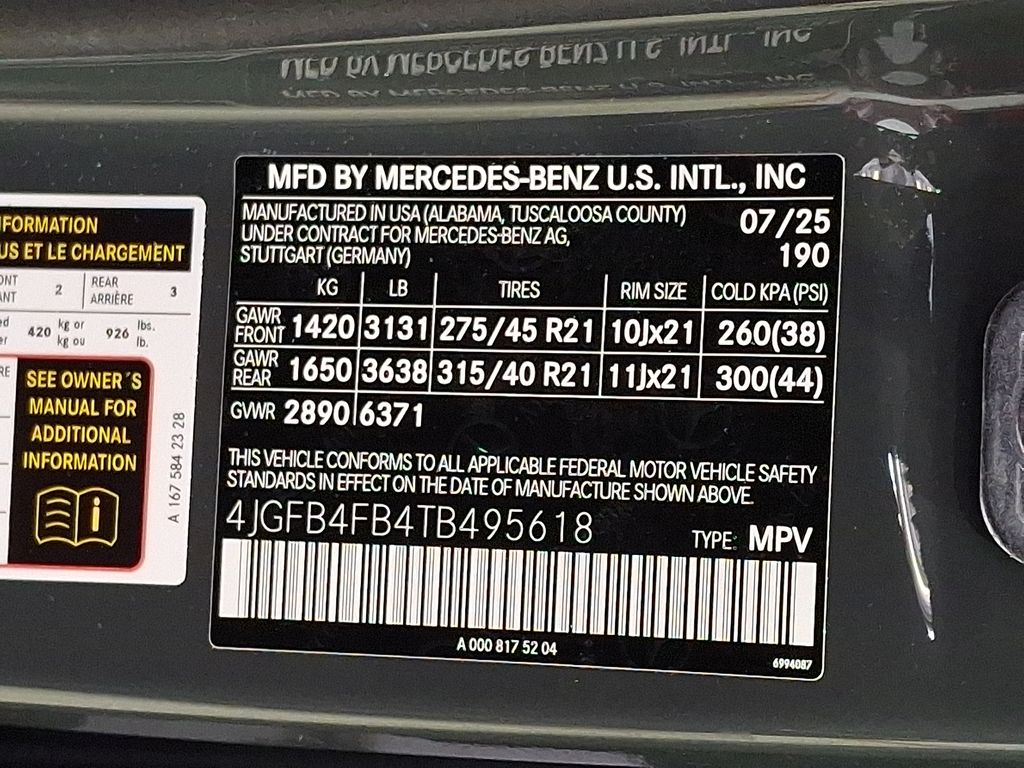 MFD BY MERCEDES-BENZ U.S. INTL., INC
MANUFACTURED IN USA (ALABAMA, TUSCALOOSA COUNTY)
UNDER CONTRACT FOR MERCEDES-BENZ AG,
STUTTGART (GERMANY)
07/25
190
KG LB TIRES RIM SIZE COLD KPA (PSI)
GAWR FRONT 1420 3131 275/45 R21 10Jx21 260(38)
GAWR REAR 1650 3638 315/40 R21 11Jx21 300(44)
GVWR 2890 6371
THIS VEHICLE CONFORMS TO ALL APPLICABLE FEDERAL MOTOR VEHICLE SAFETY
STANDARDS IN EFFECT ON THE DATE OF MANUFACTURE SHOWN ABOVE.
4JGFB4FB4TB495618
TYPE: MPV
A 000 817 52 04
6994087
FORMATION
US ET LE CHARGEMENT
2 REAR 3
ARRIÈRE
420 kg or 926 lbs.
kg ou lb.
SEE OWNER´S
MANUAL FOR
ADDITIONAL
INFORMATION
i
A 167 584 23 28